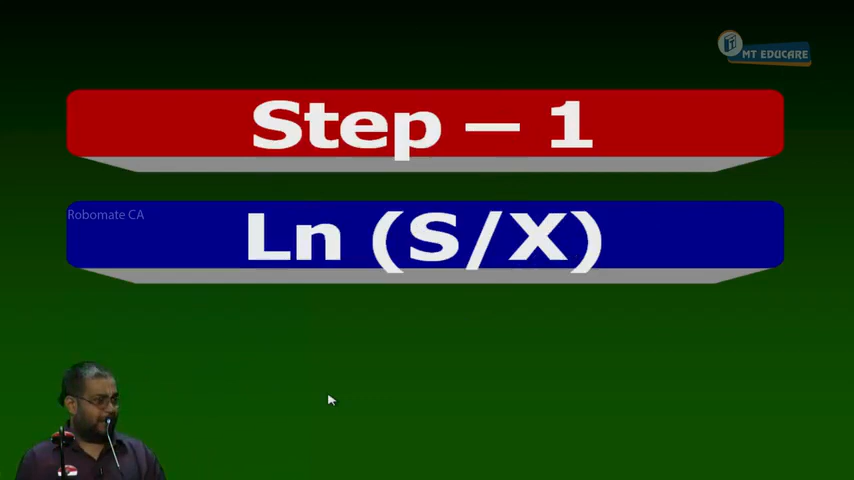 MT EDUCARE
Step – 1
Robomate CA
Ln (S/X)